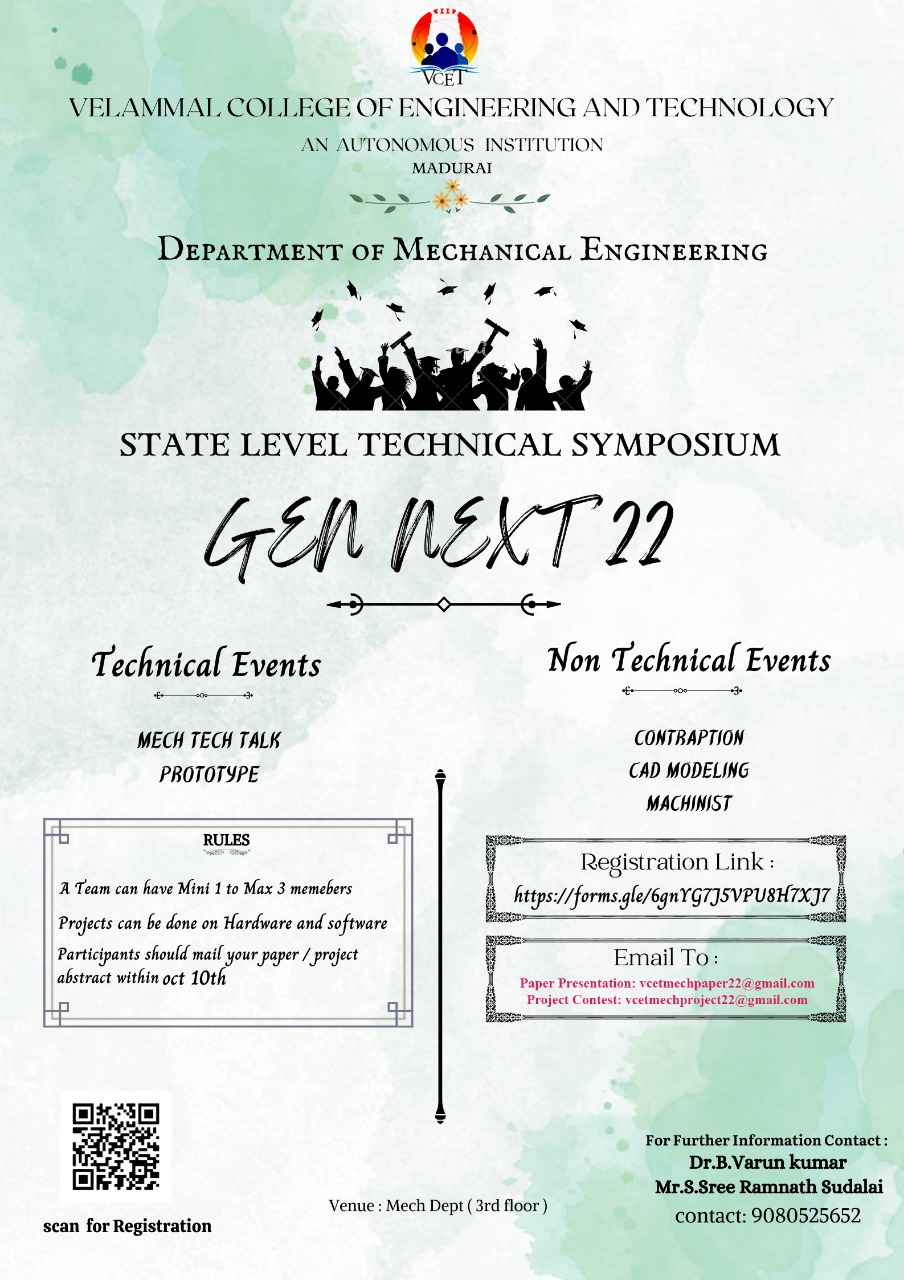 VCET
VELAMMAL COLLEGE OF ENGINEERING AND TECHNOLOGY
AN AUTONOMOUS INSTITUTION
MADURAI
DEPARTMENT OF MECHANICAL ENGINEERING
STATE LEVEL TECHNICAL SYMPOSIUM
GEN NEXT 22
Technical Events
MECH TECH TALK
PROTOTYPE
RULES
A Team can have Mini 1 to Max 3 memebers
Projects can be done on Hardware and software
Participants should mail your paper / project
abstract within oct 10th
Non Technical Events
CONTRAPTION
CAD MODELING
MACHINIST
Registration Link :
https://forms.gle/6gnYG7J5VPU8H7XJ7
Email To :
Paper Presentation: vcetmechpaper22@gmail.com
Project Contest: vcetmechproject22@gmail.com
scan for Registration
Venue : Mech Dept ( 3rd floor )
For Further Information Contact :
Dr.B.Varun kumar
Mr.S.Sree Ramnath Sudalai
contact: 9080525652